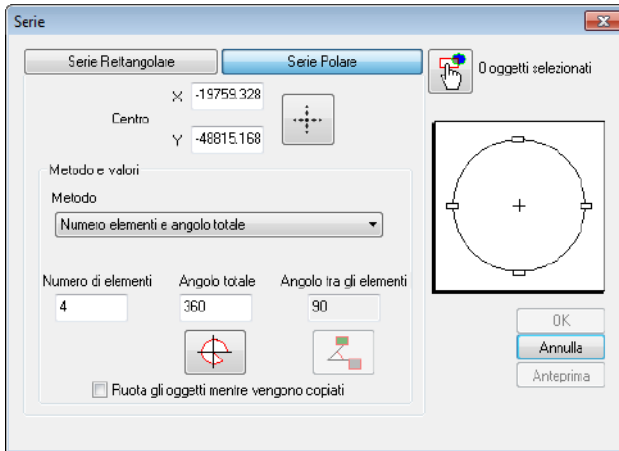 Serie
Serie Rettangolare
Serie Polare
0 oggetti selezionati
X -19759.328
Centro
Y -48815.168
Metodo e valori
Metodo
Numero elementi e angolo totale
Numero di elementi
Angolo totale
Angolo tra gli elementi
4
360
90
Ruota gli oggetti mentre vengono copiati
OK
Annulla
Anteprima